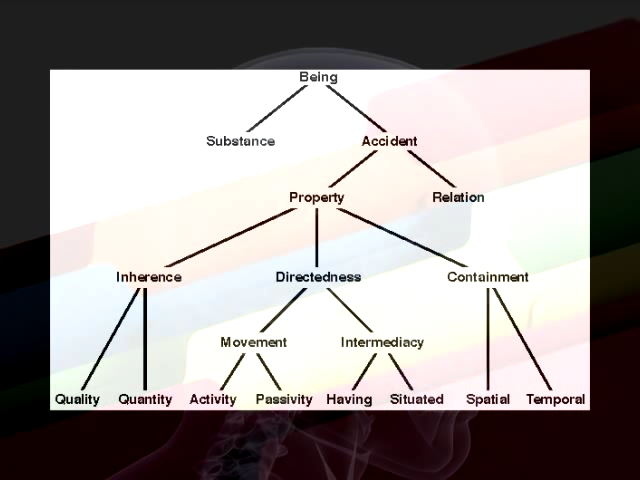 Being
Substance Accident
Property Relation
Inherence Directedness Containment
Movement Intermediacy
Quality Quantity Activity Passivity Having Situated Spatial Temporal